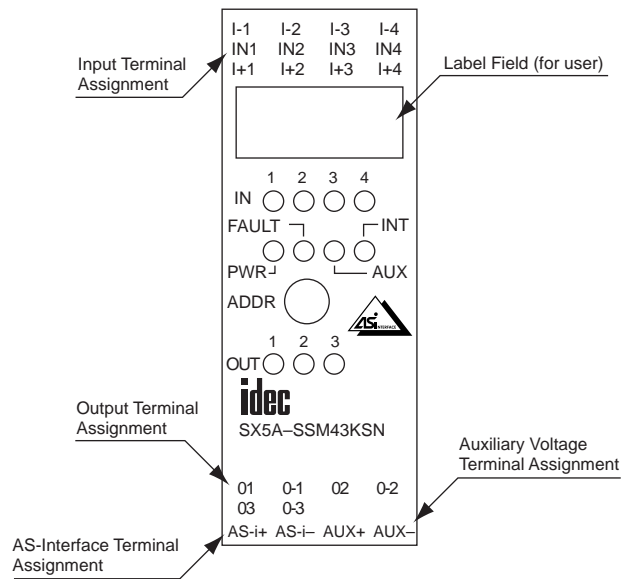 I-1 I-2 I-3 I-4
IN1 IN2 IN3 IN4
I+1 I+2 I+3 I+4
Input Terminal
Assignment
Label Field (for user)
1 2 3 4
IN
FAULT INT
PWR AUX
ADDR
ASi
INTERFACE
1 2 3
OUT
idec
SX5A–SSM43KSN
Output Terminal
Assignment
Auxiliary Voltage
Terminal Assignment
01 0-1 02 0-2
03 0-3
AS-i+ AS-i– AUX+ AUX–
AS-Interface Terminal
Assignment